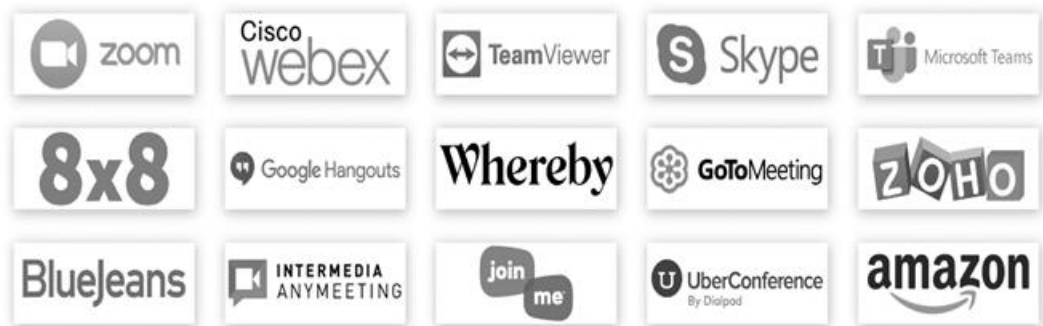 zoom
Cisco
webex
TeamViewer
S Skype
T Microsoft Teams
8x8
Google Hangouts
Whereby
GoToMeeting
ZOHO
BlueJeans
INTERMEDIA
ANYMEETING
join
me
U UberConference
By Dialpad
amazon